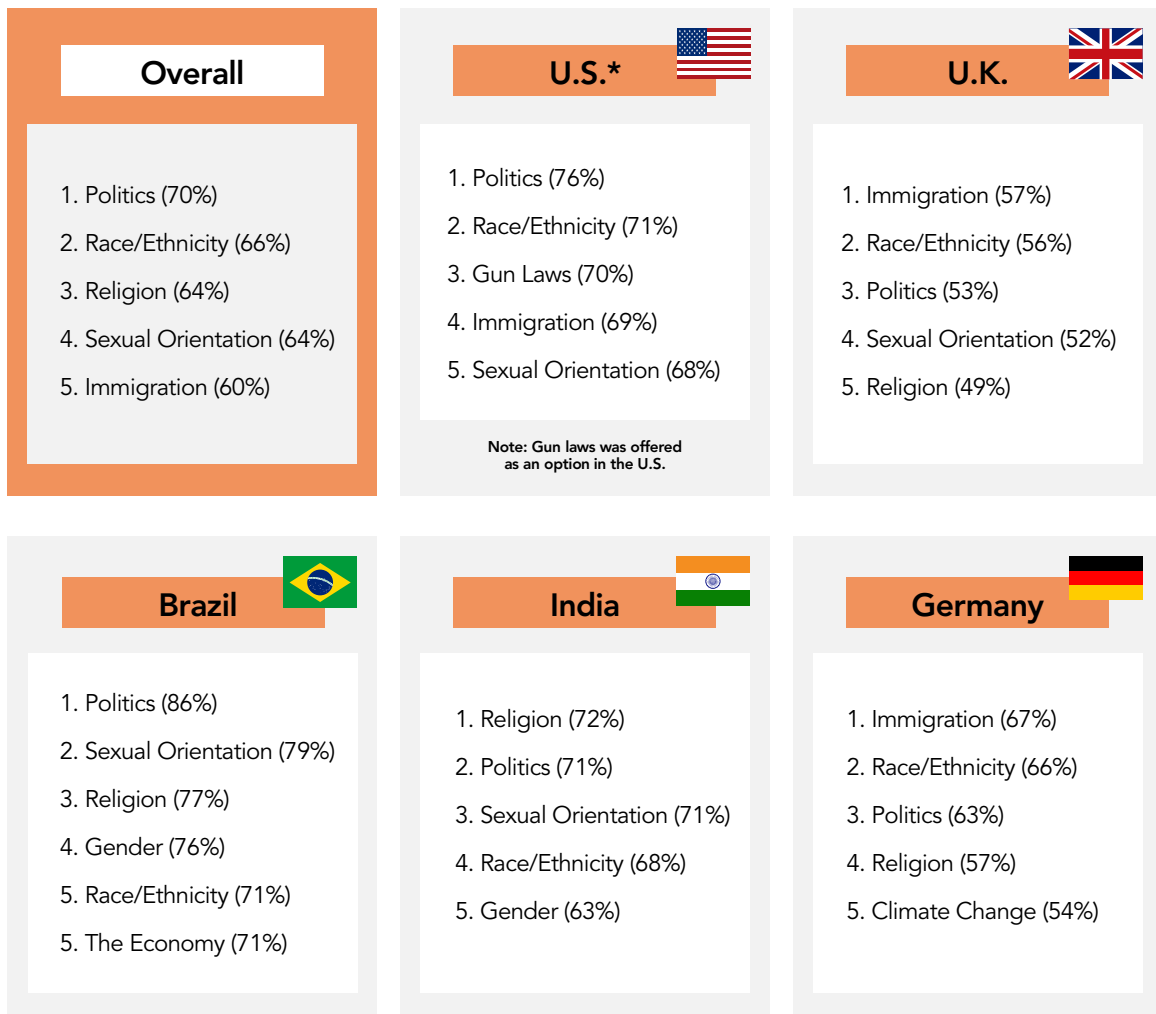 Overall
1. Politics (70%)
2. Race/Ethnicity (66%)
3. Religion (64%)
4. Sexual Orientation (64%)
5. Immigration (60%)
U.S.*
1. Politics (76%)
2. Race/Ethnicity (71%)
3. Gun Laws (70%)
4. Immigration (69%)
5. Sexual Orientation (68%)
Note: Gun laws was offered
as an option in the U.S.
U.K.
1. Immigration (57%)
2. Race/Ethnicity (56%)
3. Politics (53%)
4. Sexual Orientation (52%)
5. Religion (49%)
Brazil
1. Politics (86%)
2. Sexual Orientation (79%)
3. Religion (77%)
4. Gender (76%)
5. Race/Ethnicity (71%)
5. The Economy (71%)
India
1. Religion (72%)
2. Politics (71%)
3. Sexual Orientation (71%)
4. Race/Ethnicity (68%)
5. Gender (63%)
Germany
1. Immigration (67%)
2. Race/Ethnicity (66%)
3. Politics (63%)
4. Religion (57%)
5. Climate Change (54%)